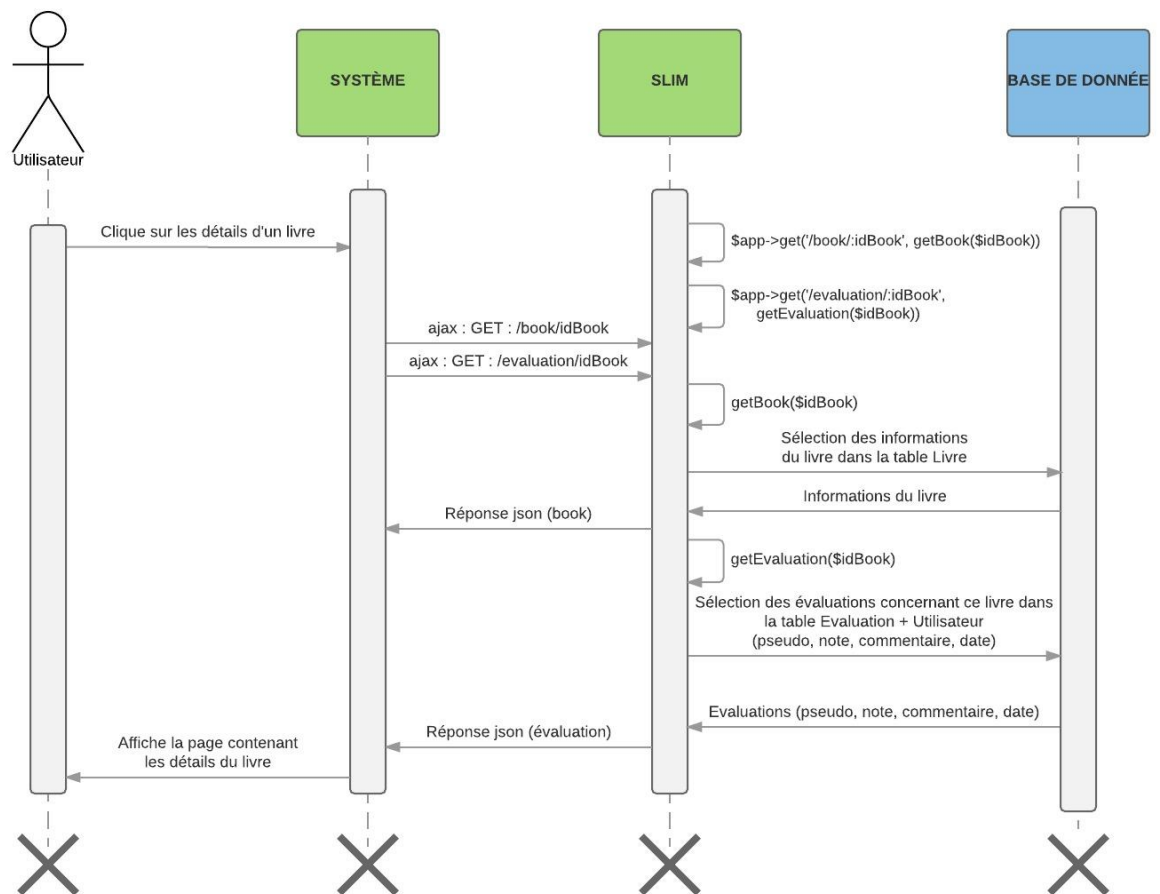 SYSTÈME
SLIM
BASE DE DONNÉE
Utilisateur
Clique sur les détails d'un livre
$app->get('/book/:idBook', getBook($idBook))
$app->get('/evaluation/:idBook',
getEvaluation($idBook))
ajax : GET : /book/idBook
ajax : GET : /evaluation/idBook
getBook($idBook)
Sélection des informations
du livre dans la table Livre
Informations du livre
Réponse json (book)
getEvaluation($idBook)
Sélection des évaluations concernant ce livre dans
la table Evaluation + Utilisateur
(pseudo, note, commentaire, date)
Evaluations (pseudo, note, commentaire, date)
Réponse json (évaluation)
Affiche la page contenant
les détails du livre